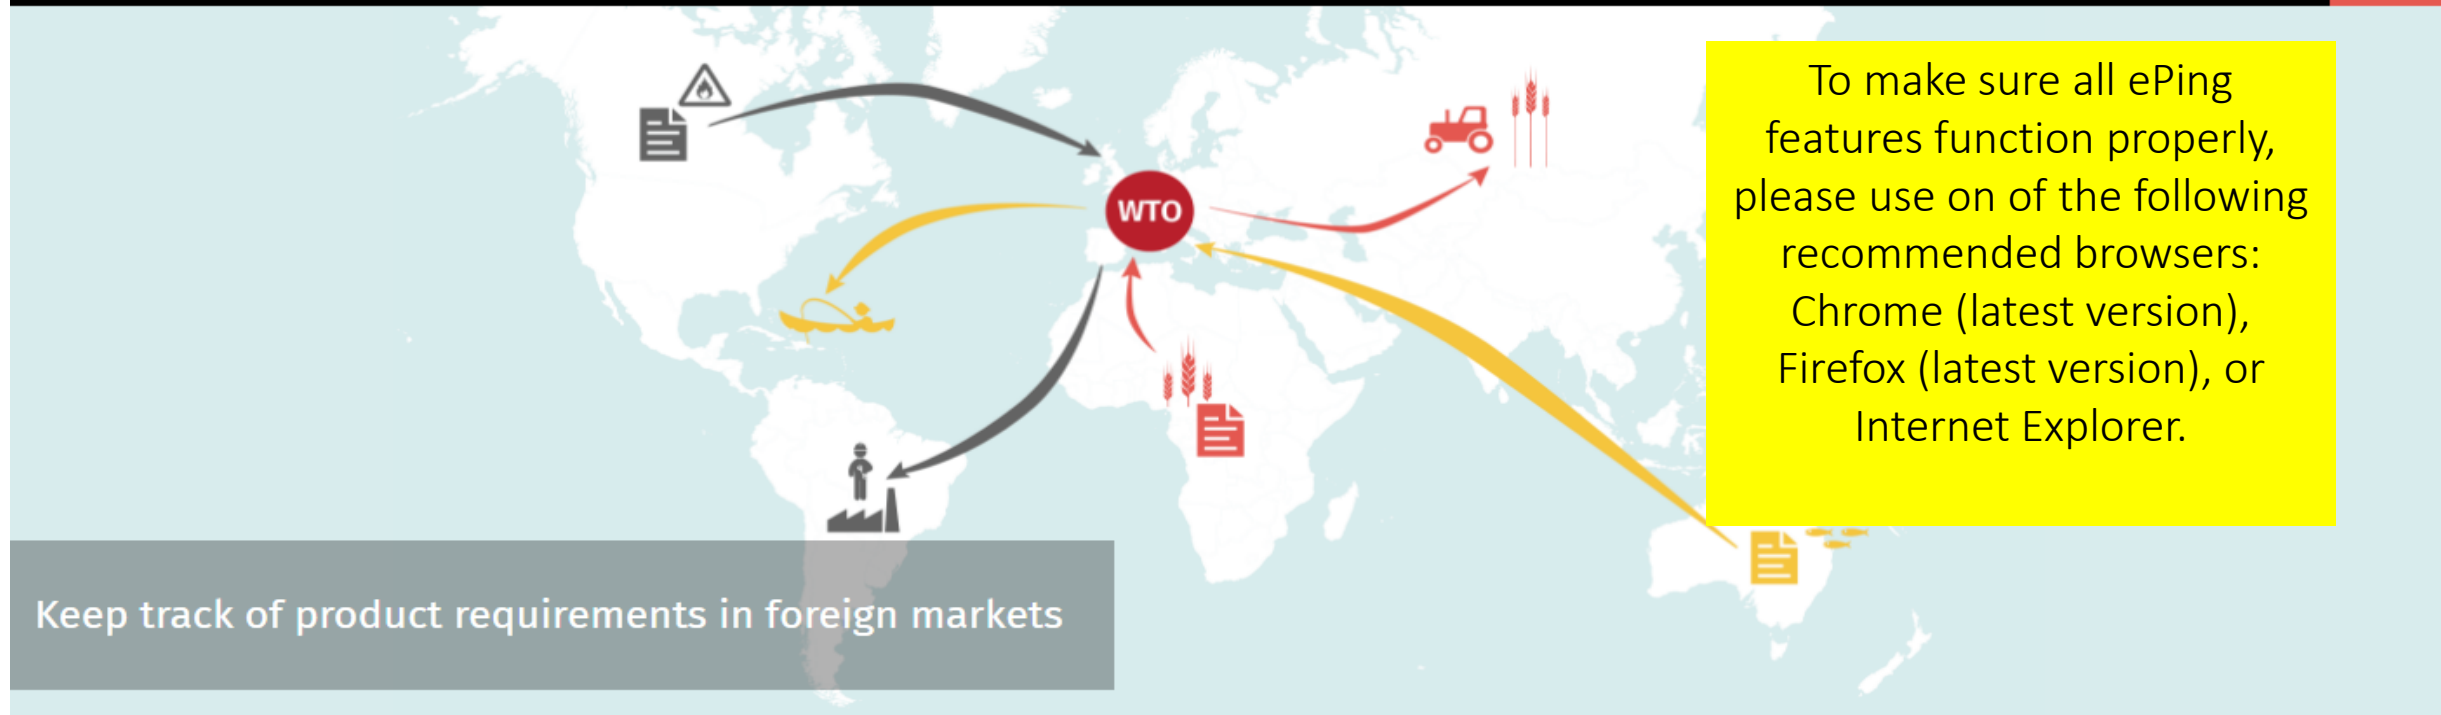 To make sure all ePing
features function properly,
please use on of the following
recommended browsers:
Chrome (latest version),
Firefox (latest version), or
Internet Explorer.
WTO
Keep track of product requirements in foreign markets